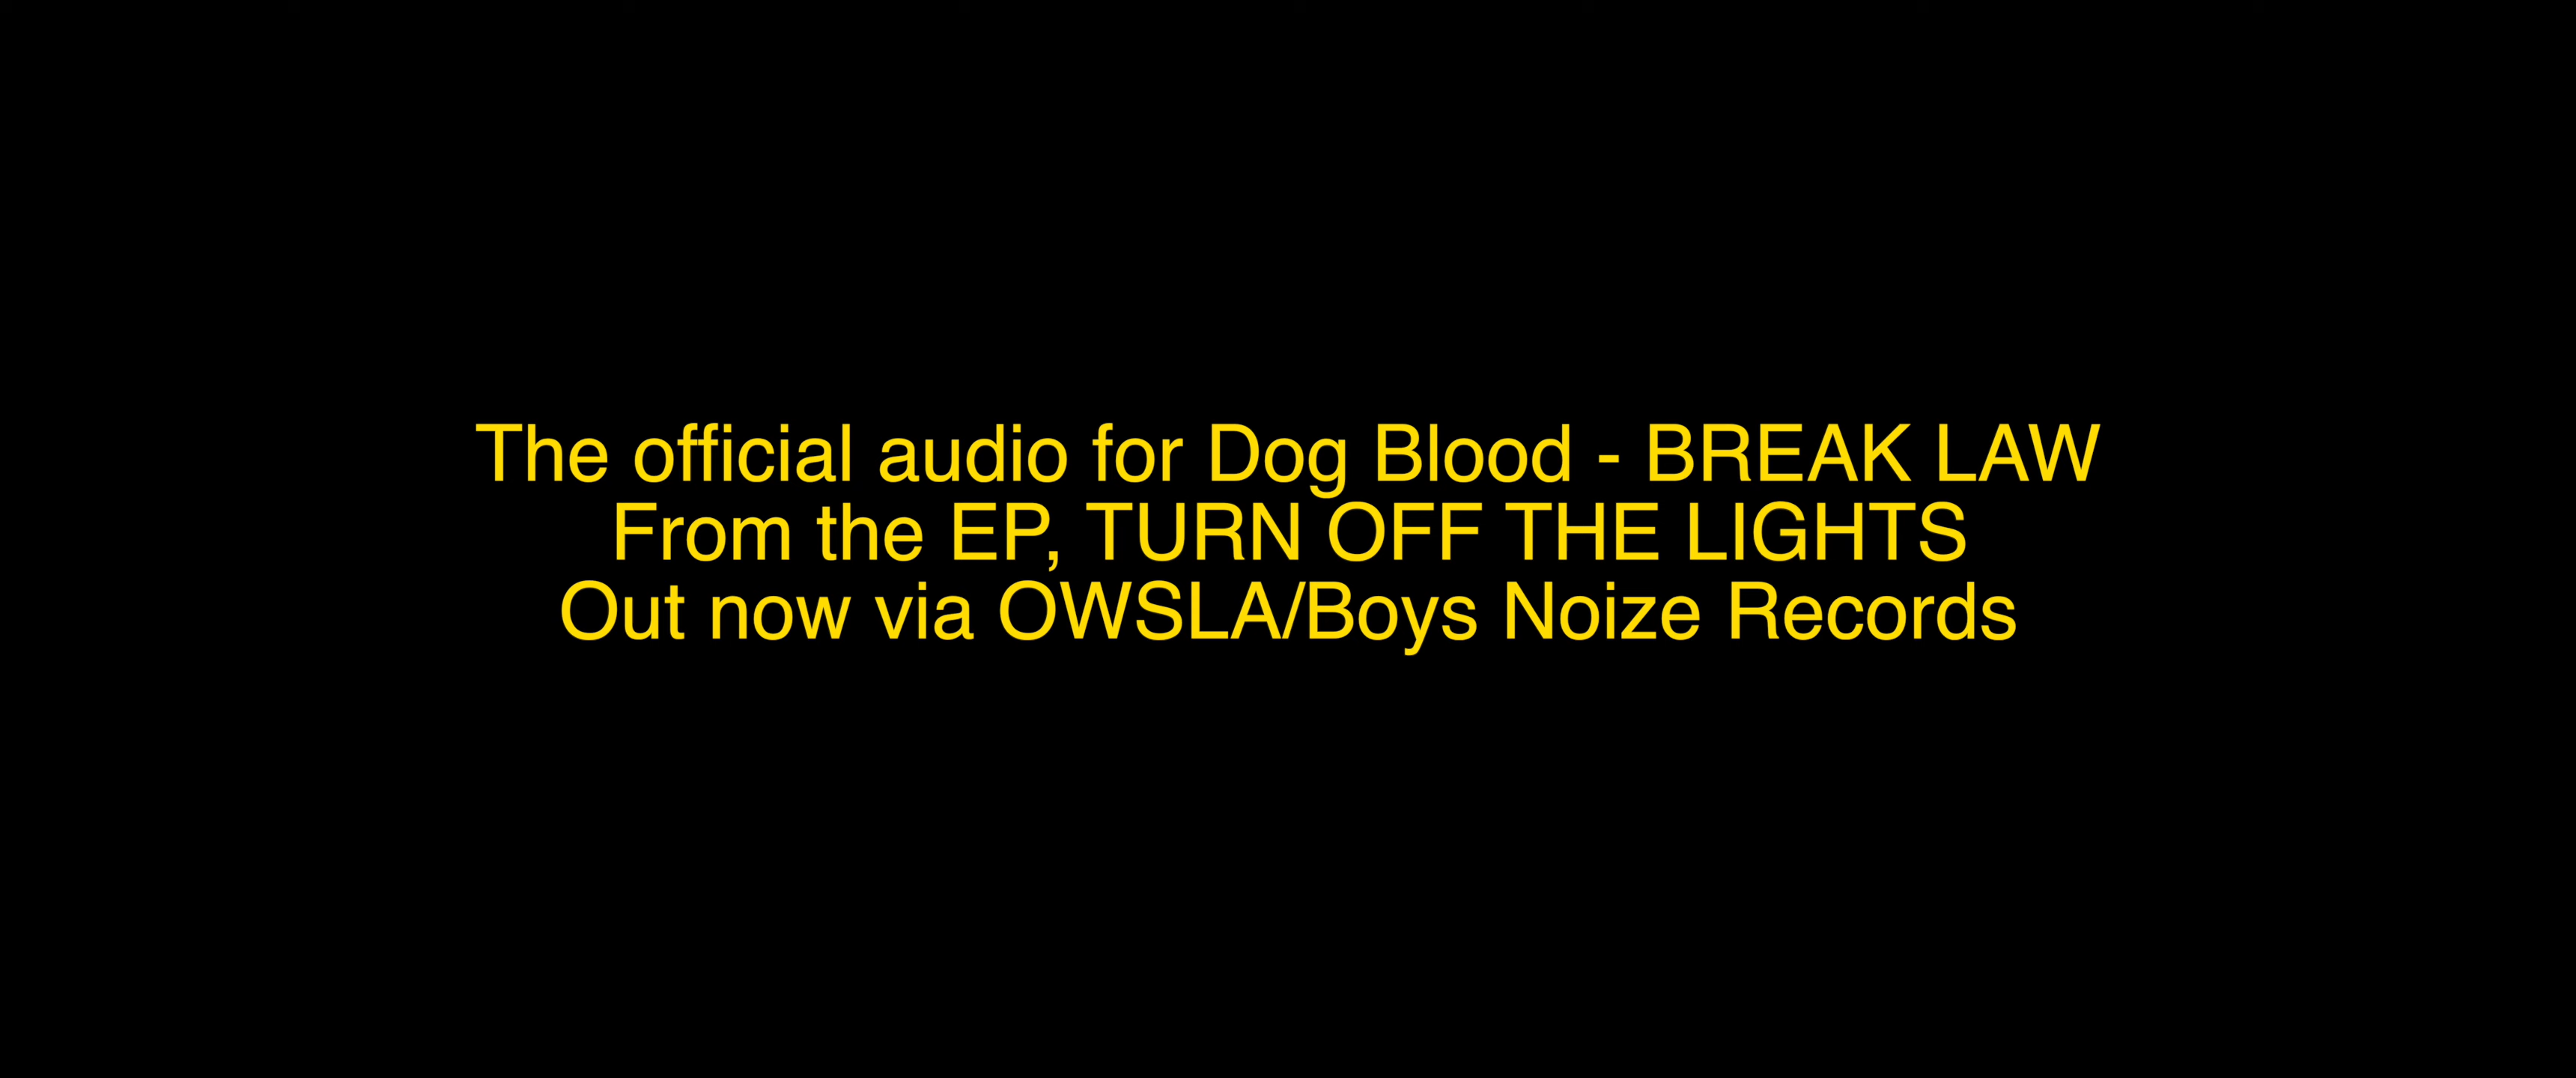 The official audio for Dog Blood - BREAK LAW
From the EP, TURN OFF THE LIGHTS
Out now via OWSLA/Boys Noize Records